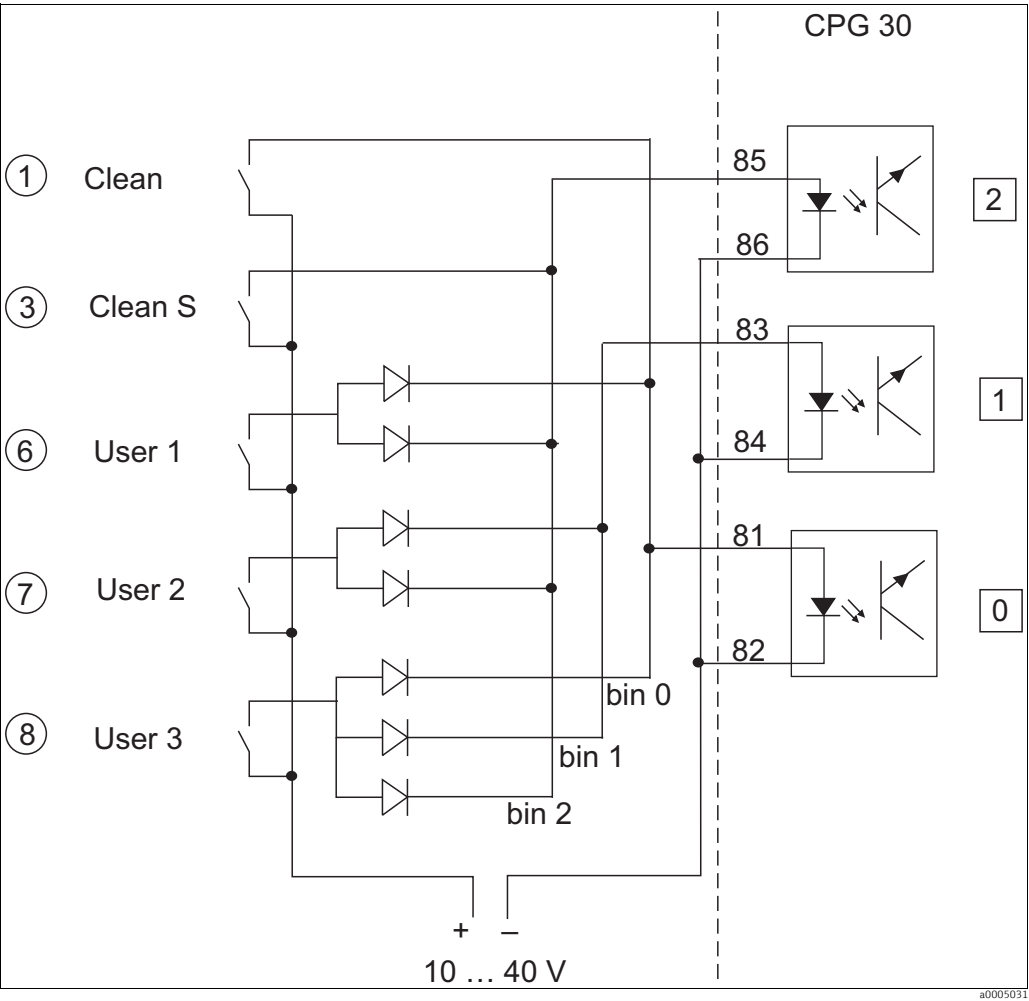 CPG 30
1 Clean
3 Clean S
6 User 1
7 User 2
8 User 3
85
86
2
83
84
1
81
82
0
bin 0
bin 1
bin 2
+ –
10 ... 40 V
a0005031